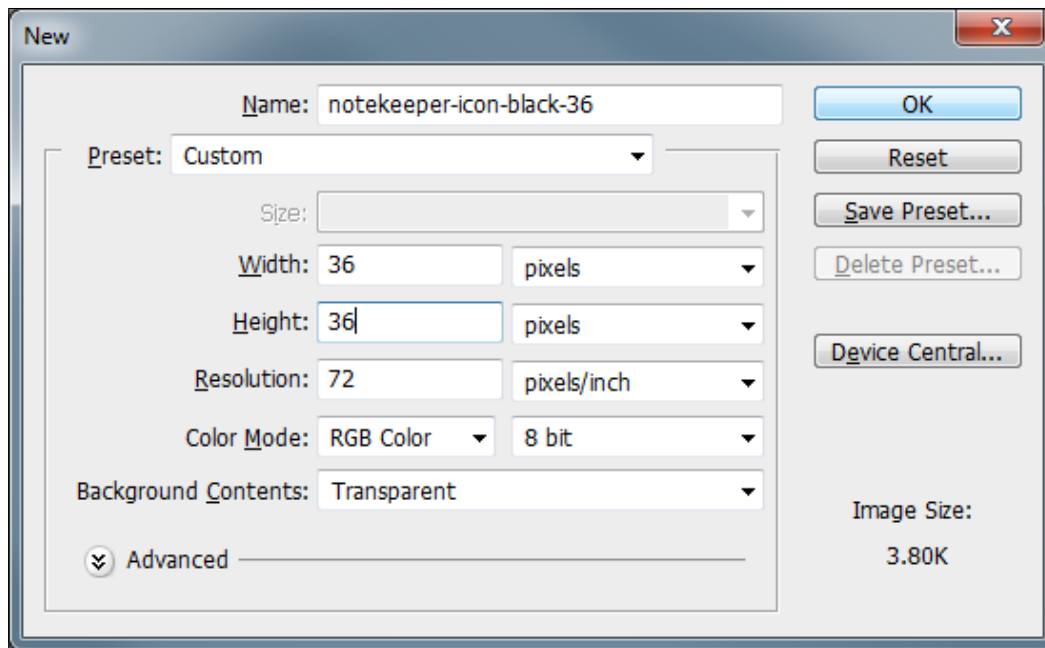 New
Name: notekeeper-icon-black-36
OK
Preset: Custom
Reset
Size:
Save Preset...
Width: 36 pixels
Delete Preset...
Height: 36 pixels
Device Central...
Resolution: 72 pixels/inch
Color Mode: RGB Color 8 bit
Background Contents: Transparent
Image Size:
Advanced
3.80K